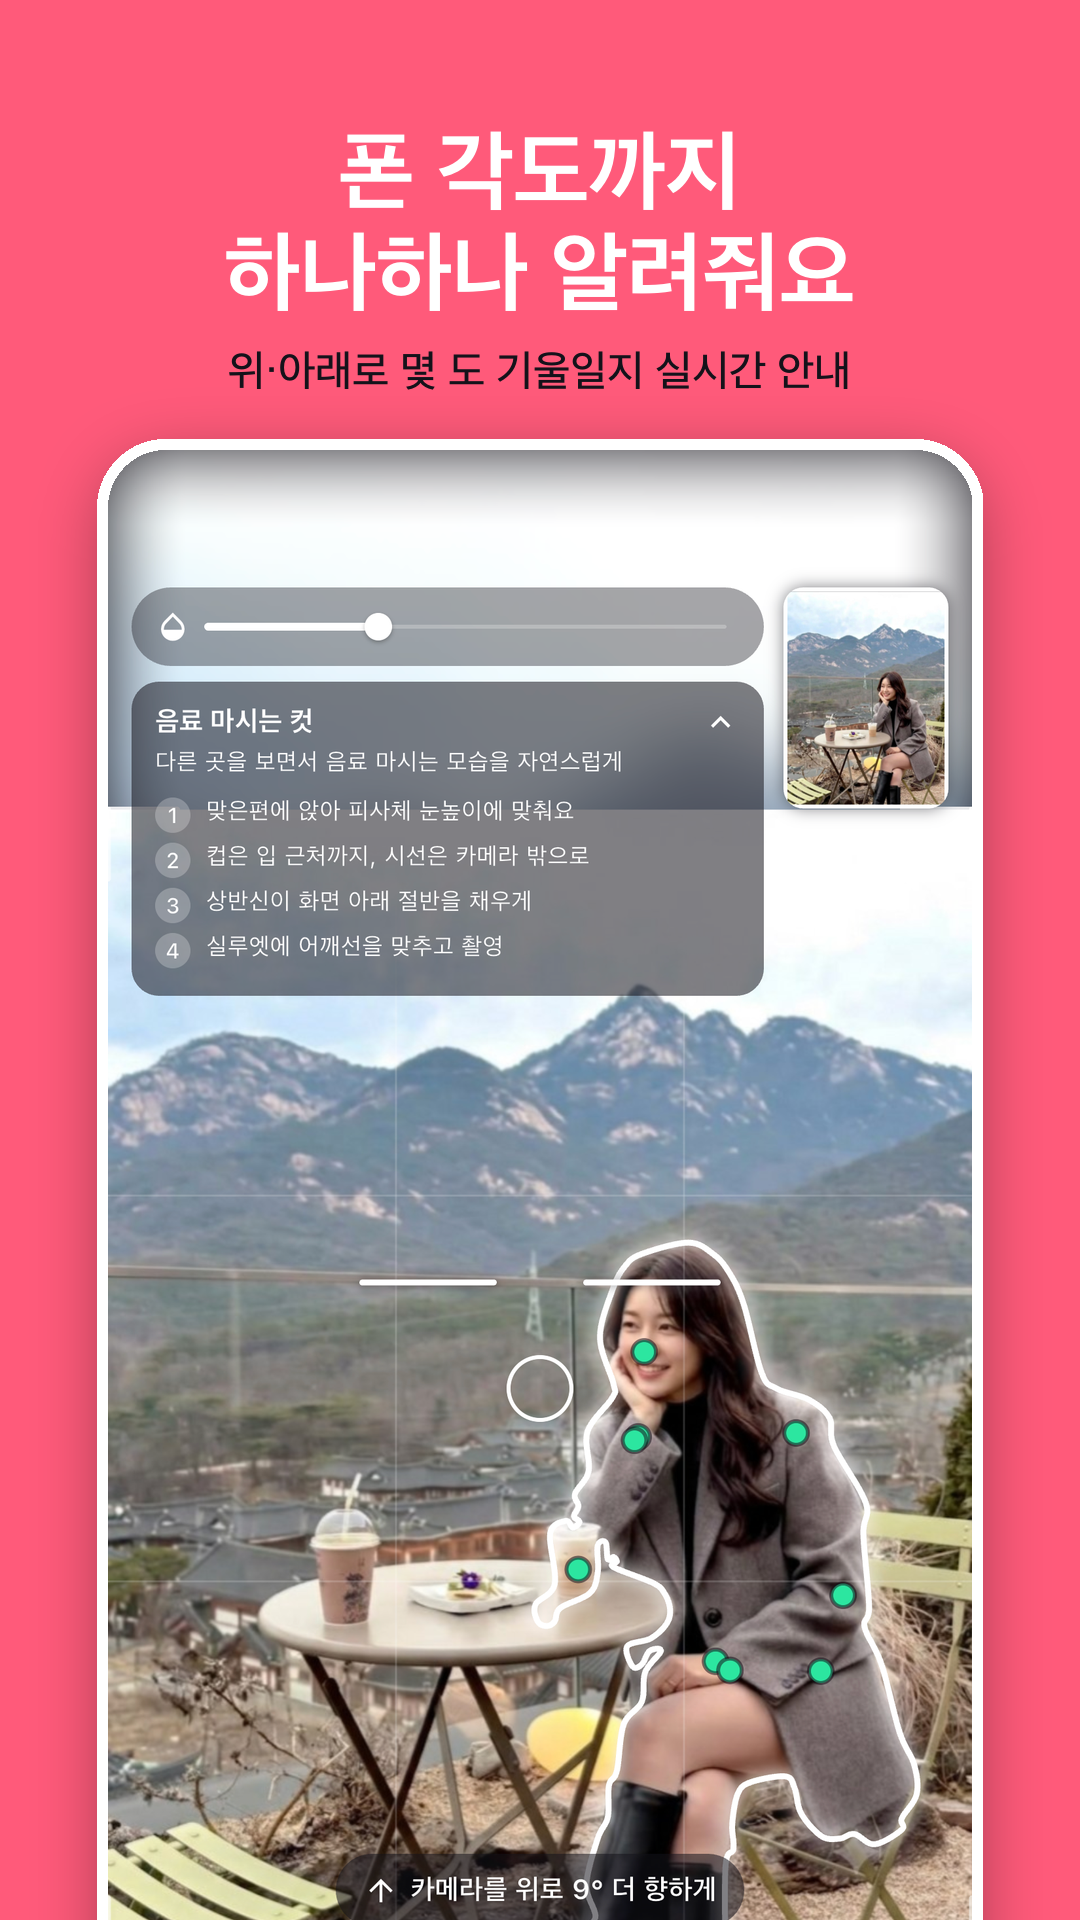 폰 각도까지
하나하나 알려줘요
위·아래로 몇 도 기울일지 실시간 안내
음료 마시는 컷
다른 곳을 보면서 음료 마시는 모습을 자연스럽게
1 맞은편에 앉아 피사체 눈높이에 맞춰요
2 컵은 입 근처까지, 시선은 카메라 밖으로
3 상반신이 화면 아래 절반을 채우게
4 실루엣에 어깨선을 맞추고 촬영
↑ 카메라를 위로 9° 더 향하게